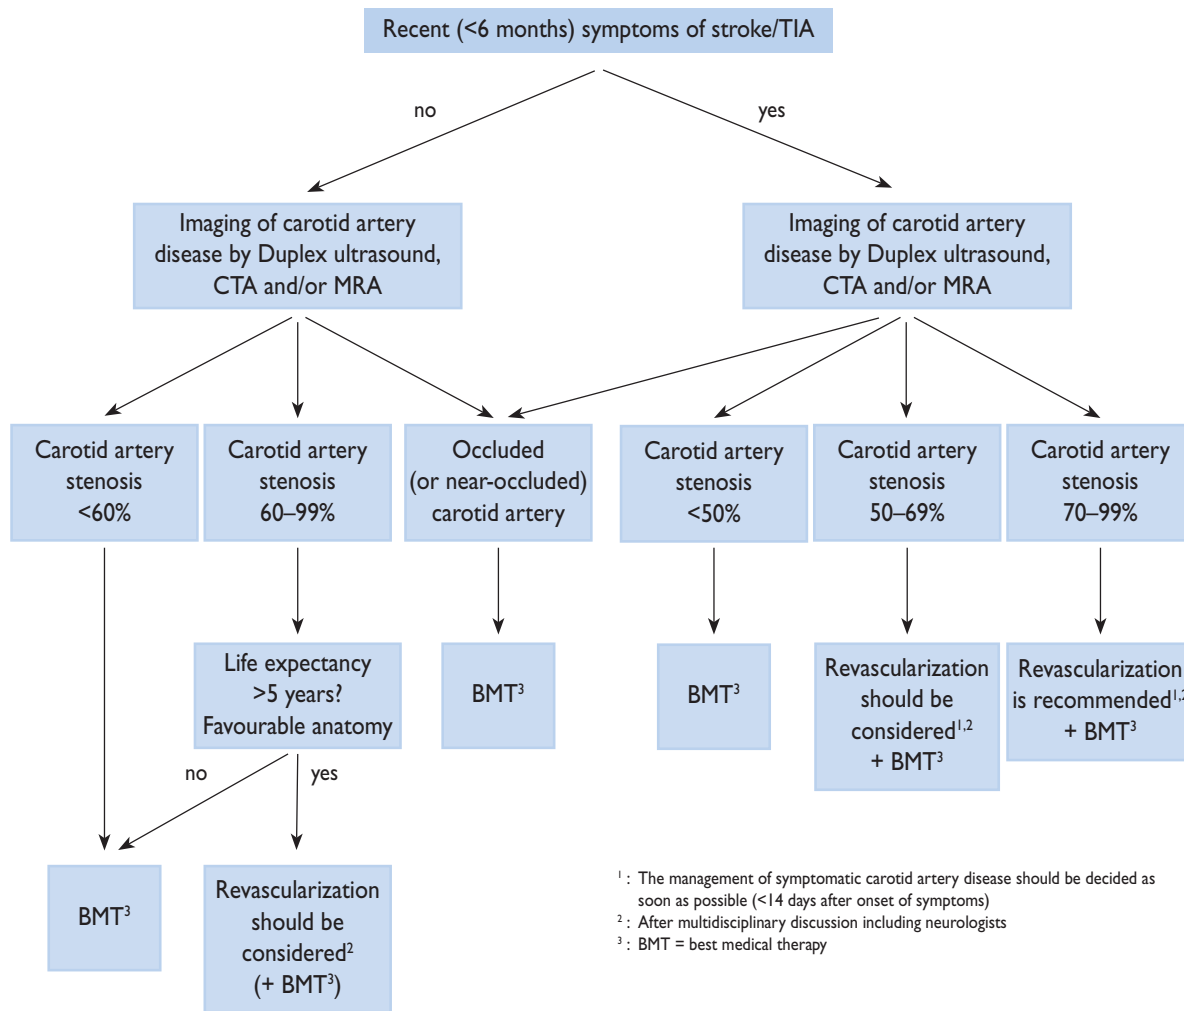 Recent (<6 months) symptoms of stroke/TIA
no
yes
Imaging of carotid artery
disease by Duplex ultrasound,
CTA and/or MRA
Imaging of carotid artery
disease by Duplex ultrasound,
CTA and/or MRA
Carotid artery
stenosis
<60%
Carotid artery
stenosis
60–99%
Occluded
(or near-occluded)
carotid artery
Carotid artery
stenosis
<50%
Carotid artery
stenosis
50–69%
Carotid artery
stenosis
70–99%
Life expectancy
>5 years?
Favourable anatomy
BMT³
BMT³
Revascularization
should be
considered¹,²
+ BMT³
Revascularization
is recommended¹,²
+ BMT³
no
yes
BMT³
Revascularization
should be
considered²
(+ BMT³)
¹ : The management of symptomatic carotid artery disease should be decided as
soon as possible (<14 days after onset of symptoms)
² : After multidisciplinary discussion including neurologists
³ : BMT = best medical therapy